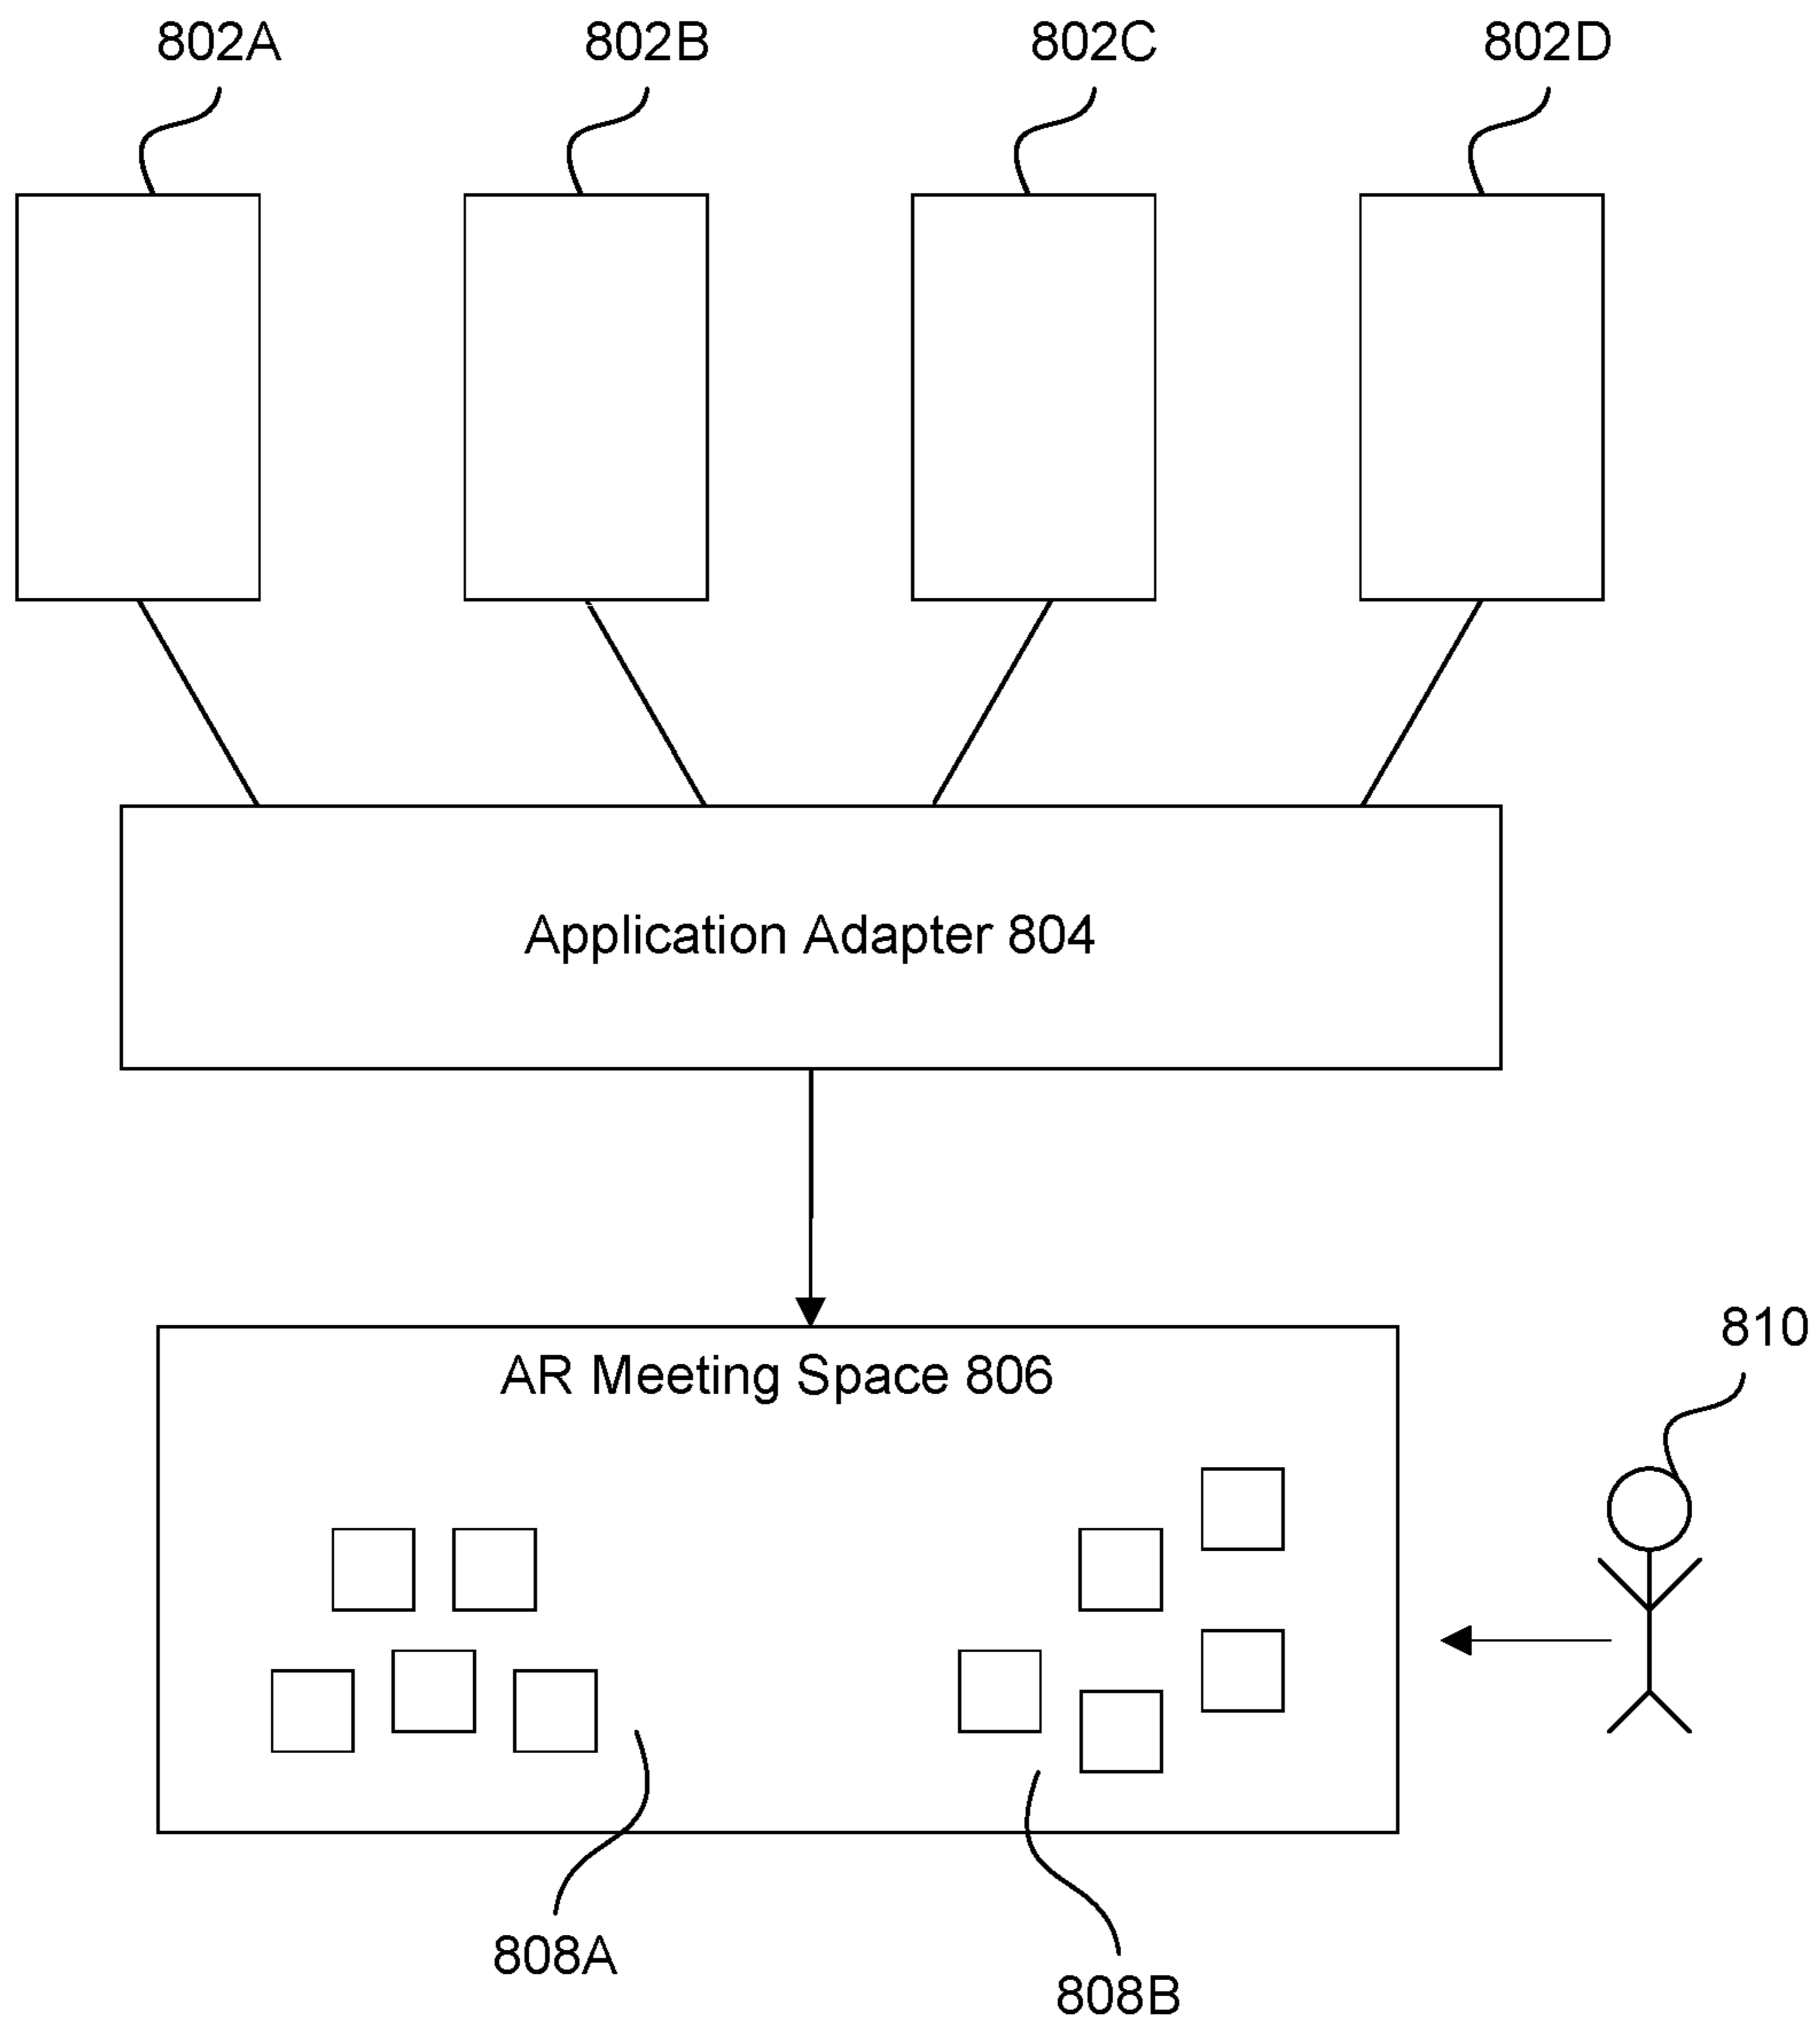 802A 802B 802C 802D
Application Adapter 804
AR Meeting Space 806
810
808A
808B